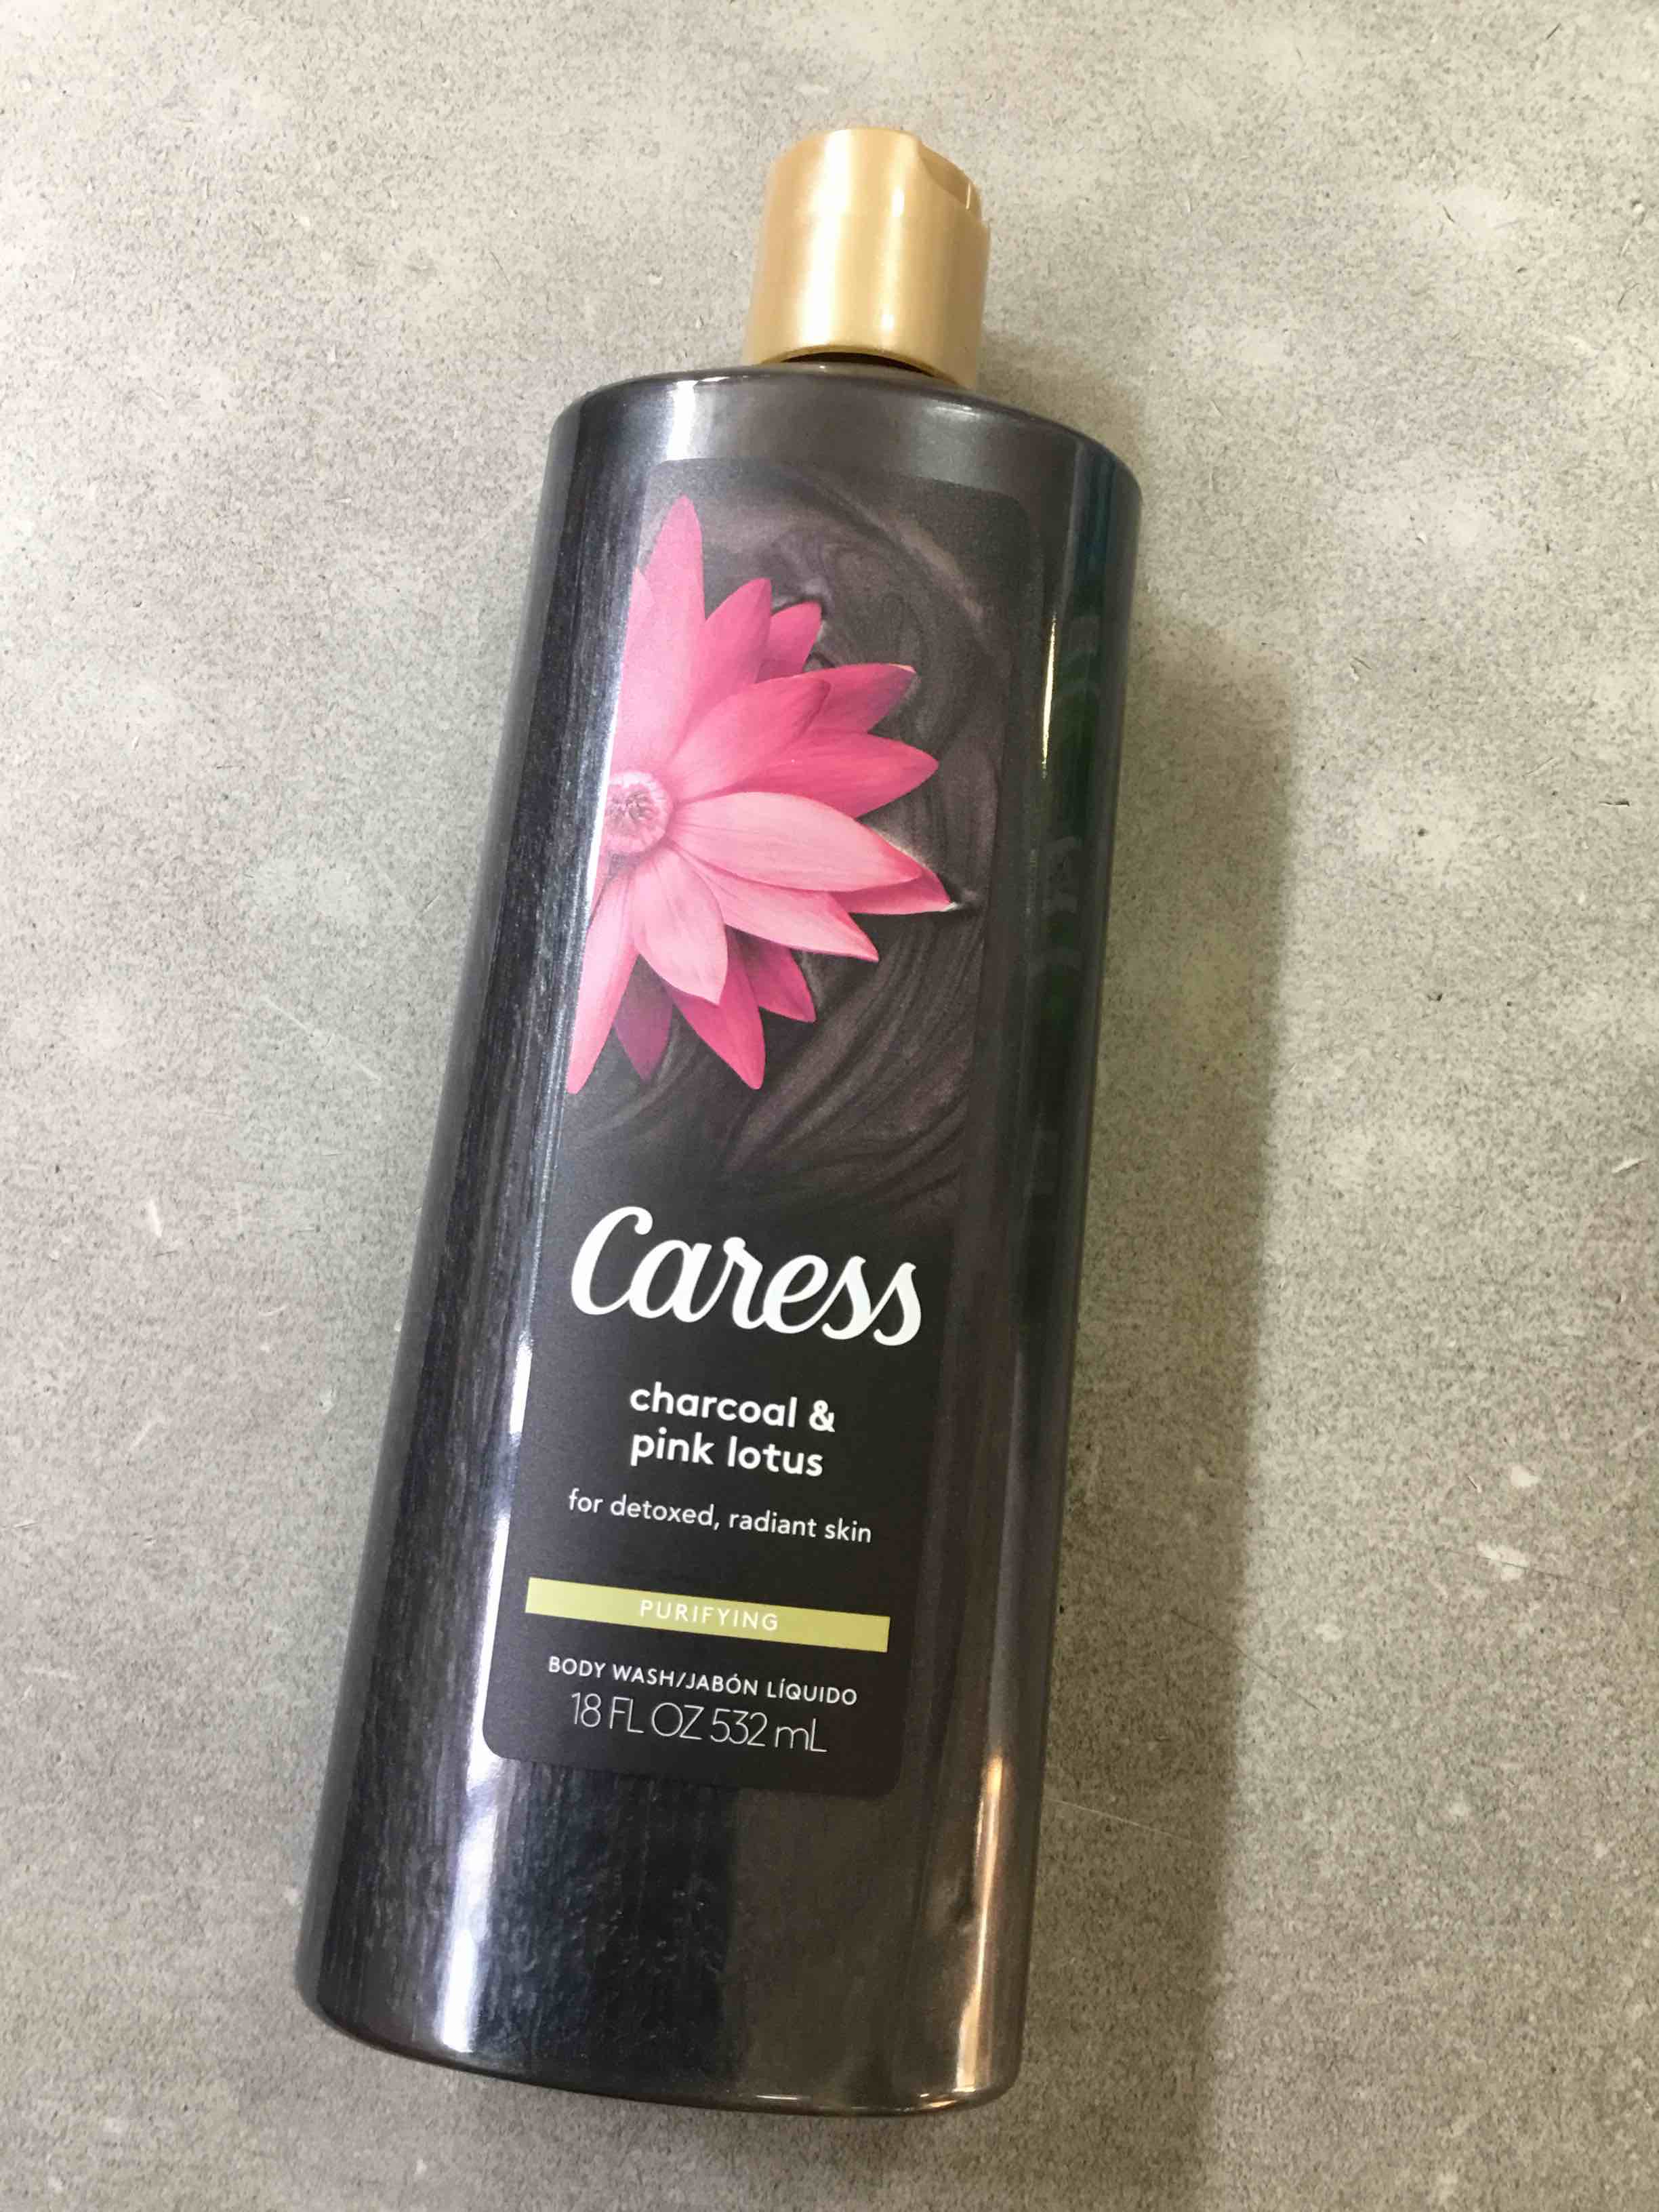 Caress
charcoal &
pink lotus
for detoxed, radiant skin
PURIFYING
BODY WASH/JABÓN LÍQUIDO
18 FL OZ 532 mL